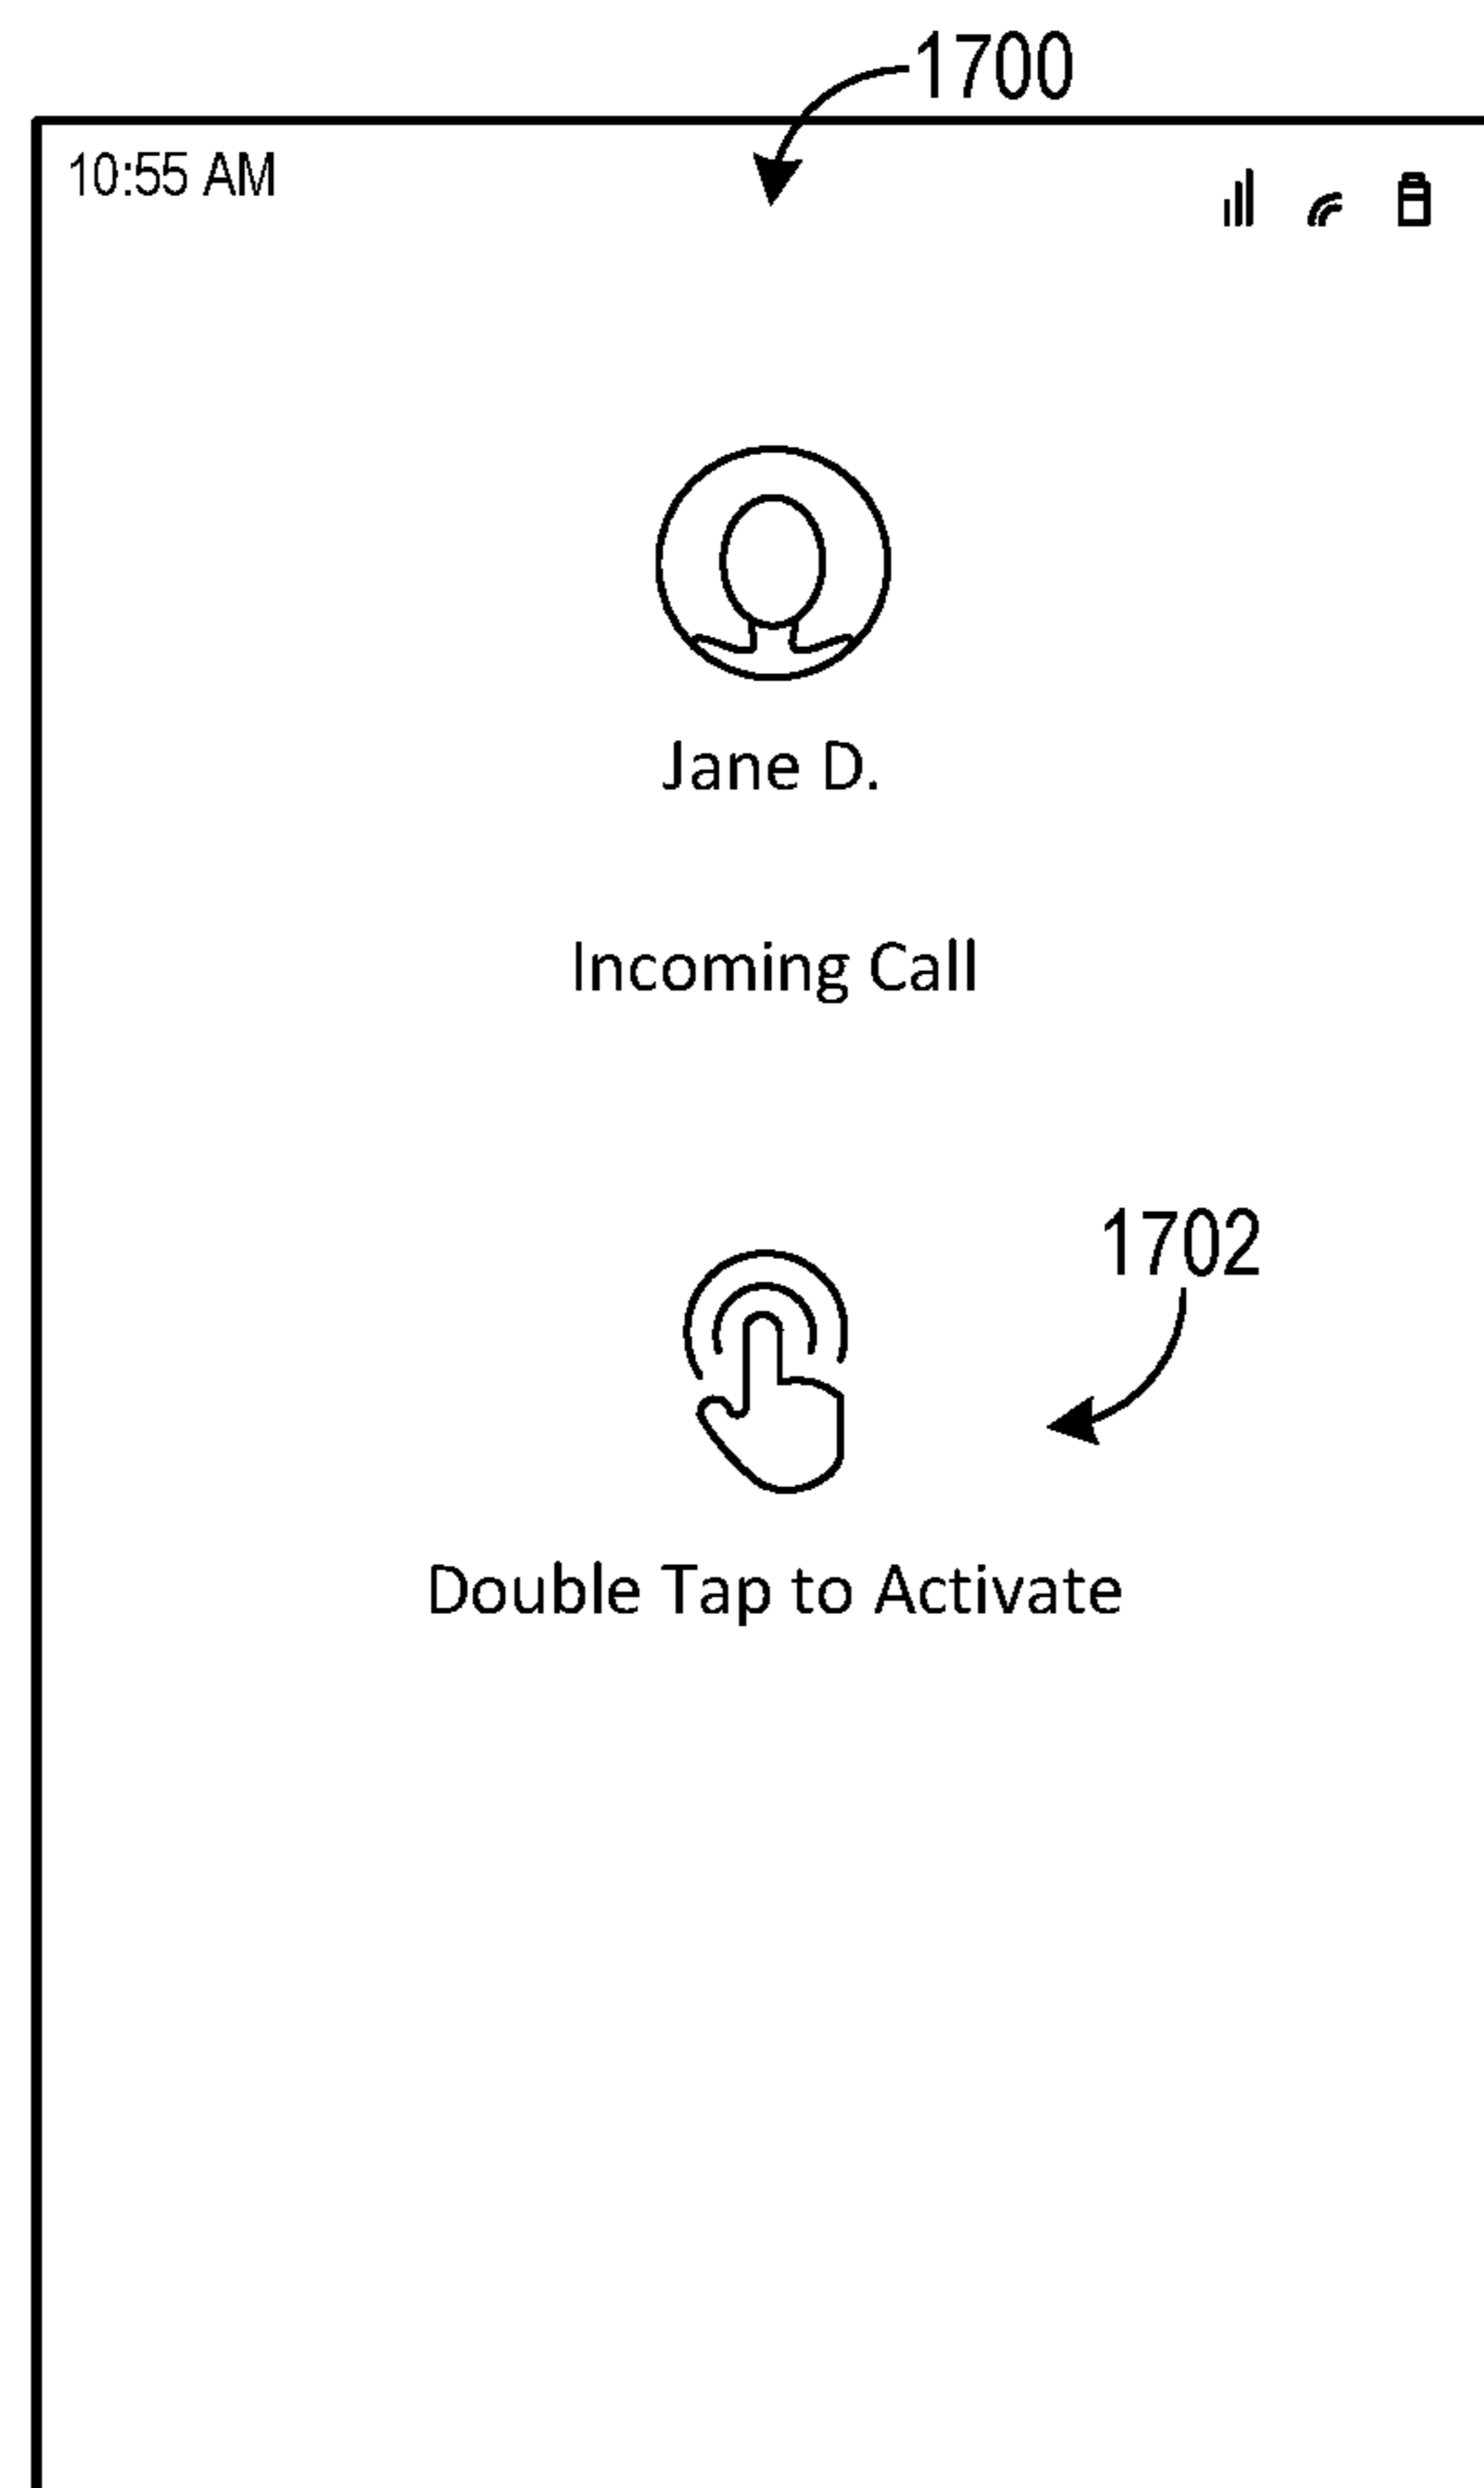 1700
10:55 AM
Jane D.
Incoming Call
1702
Double Tap to Activate